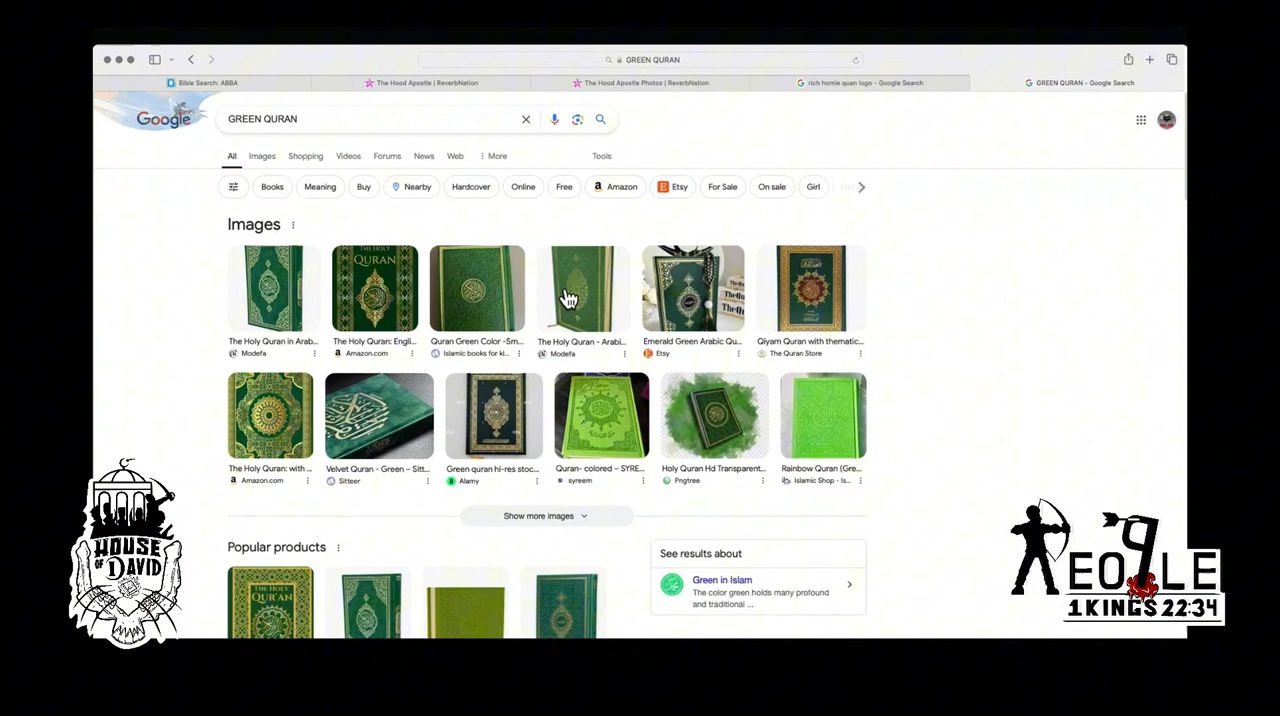 GREEN QURAN
Bible Search: ABBA
The Hood Apostle | ReverbNation
The Hood Apostle Photos | ReverbNation
rich homie quan logo - Google Search
GREEN QURAN - Google Search
Google
GREEN QURAN
All Images Shopping Videos Forums News Web More Tools
Books Meaning Buy Nearby Hardcover Online Free Amazon Etsy For Sale On sale Girl
Images
QURAN
The Holy Quran in Arab...
Modefa
The Holy Quran: Engli...
Amazon.com
Quran Green Color -Sm...
Islamic books for ki...
The Holy Quran - Arabi...
Modefa
Emerald Green Arabic Qu...
Etsy
Qiyam Quran with thematic...
The Quran Store
The Holy Quran: with ...
Amazon.com
Velvet Quran - Green – Sitt...
Sitteer
Green quran hi-res stoc...
Alamy
Quran- colored ~ SYRE...
syreem
Holy Quran Hd Transparent...
Pngtree
Rainbow Quran (Gre...
Islamic Shop - Is...
Show more images
Popular products
THE HOLY
QUR'AN
See results about
Green in Islam
The color green holds many profound
and traditional ...
HOUSE
OF DAVID
PEOPLE
1 KINGS 22:34